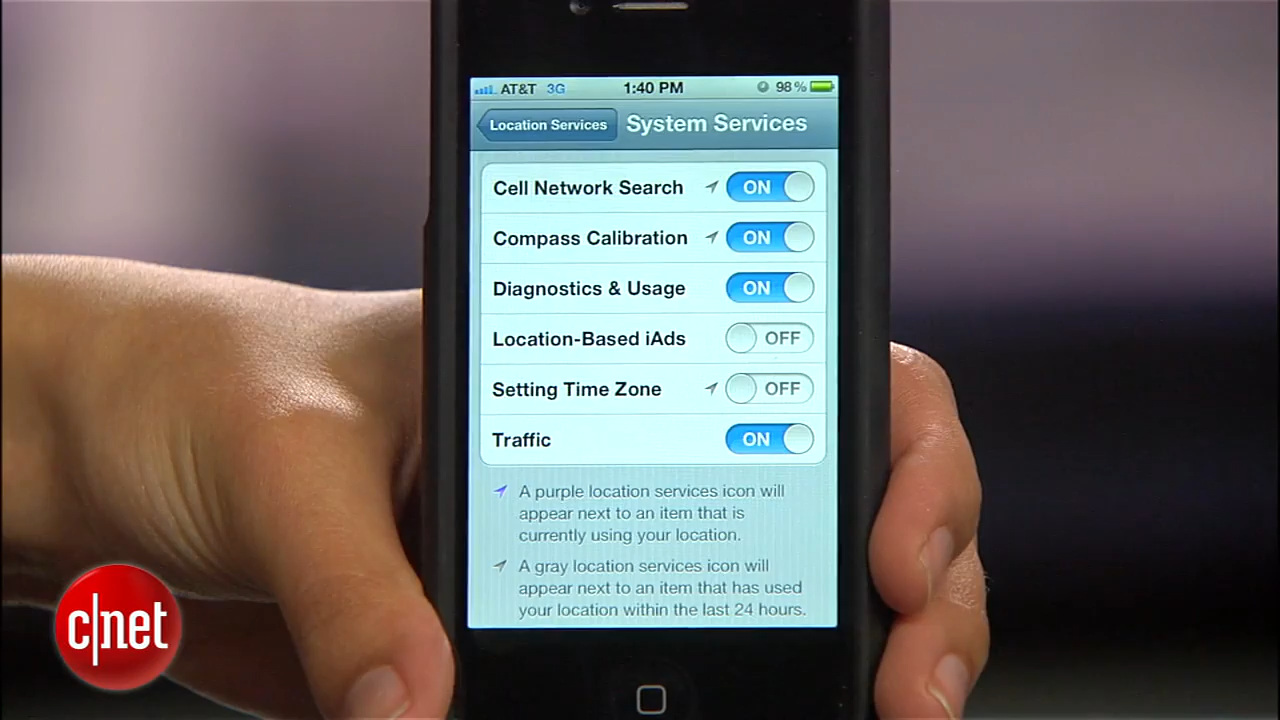 AT&T 3G 1:40 PM 98%
Location Services System Services
Cell Network Search ON
Compass Calibration ON
Diagnostics & Usage ON
Location-Based iAds OFF
Setting Time Zone OFF
Traffic ON
A purple location services icon will
appear next to an item that is
currently using your location.
A gray location services icon will
appear next to an item that has used
your location within the last 24 hours.
c|net